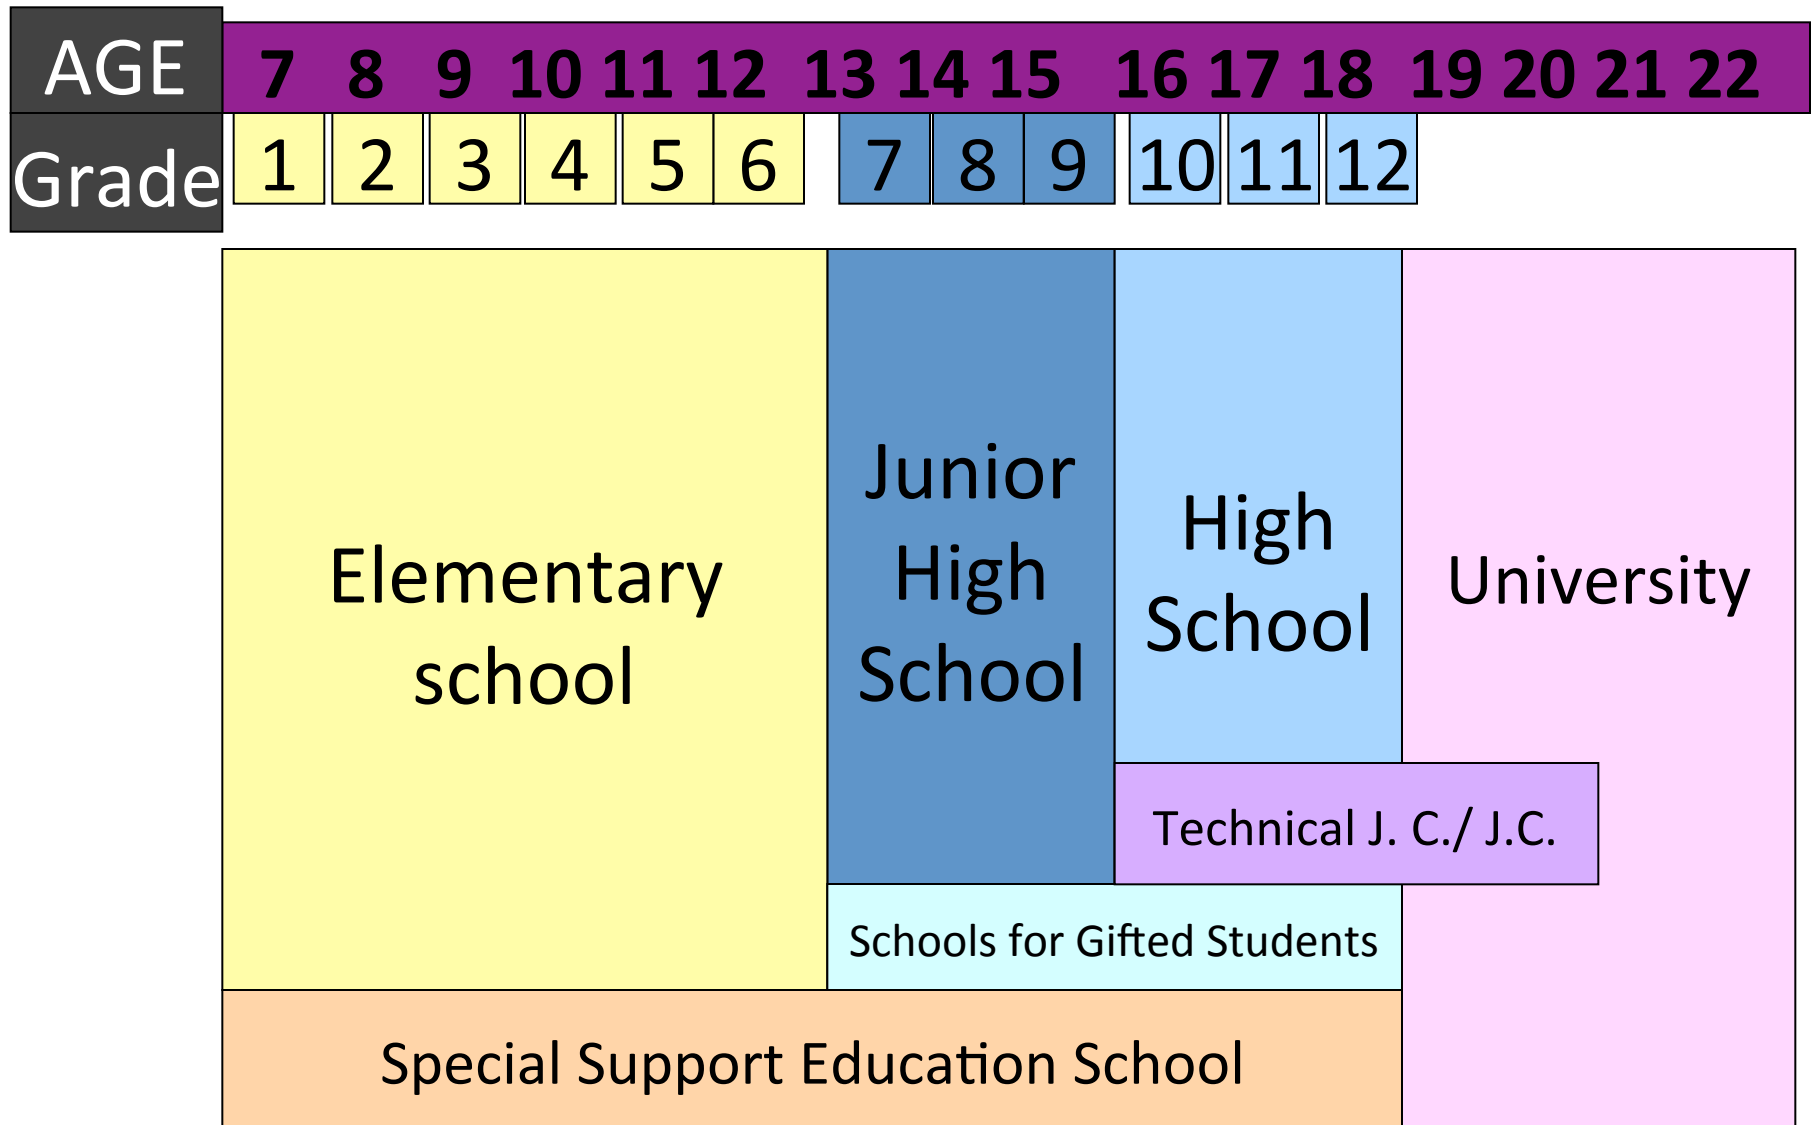 AGE 7 8 9 10 11 12 13 14 15 16 17 18 19 20 21 22
Grade 1 2 3 4 5 6 7 8 9 10 11 12
Elementary
school
Junior
High
School
High
School
University
Technical J. C./ J.C.
Schools for Gifted Students
Special Support Education School